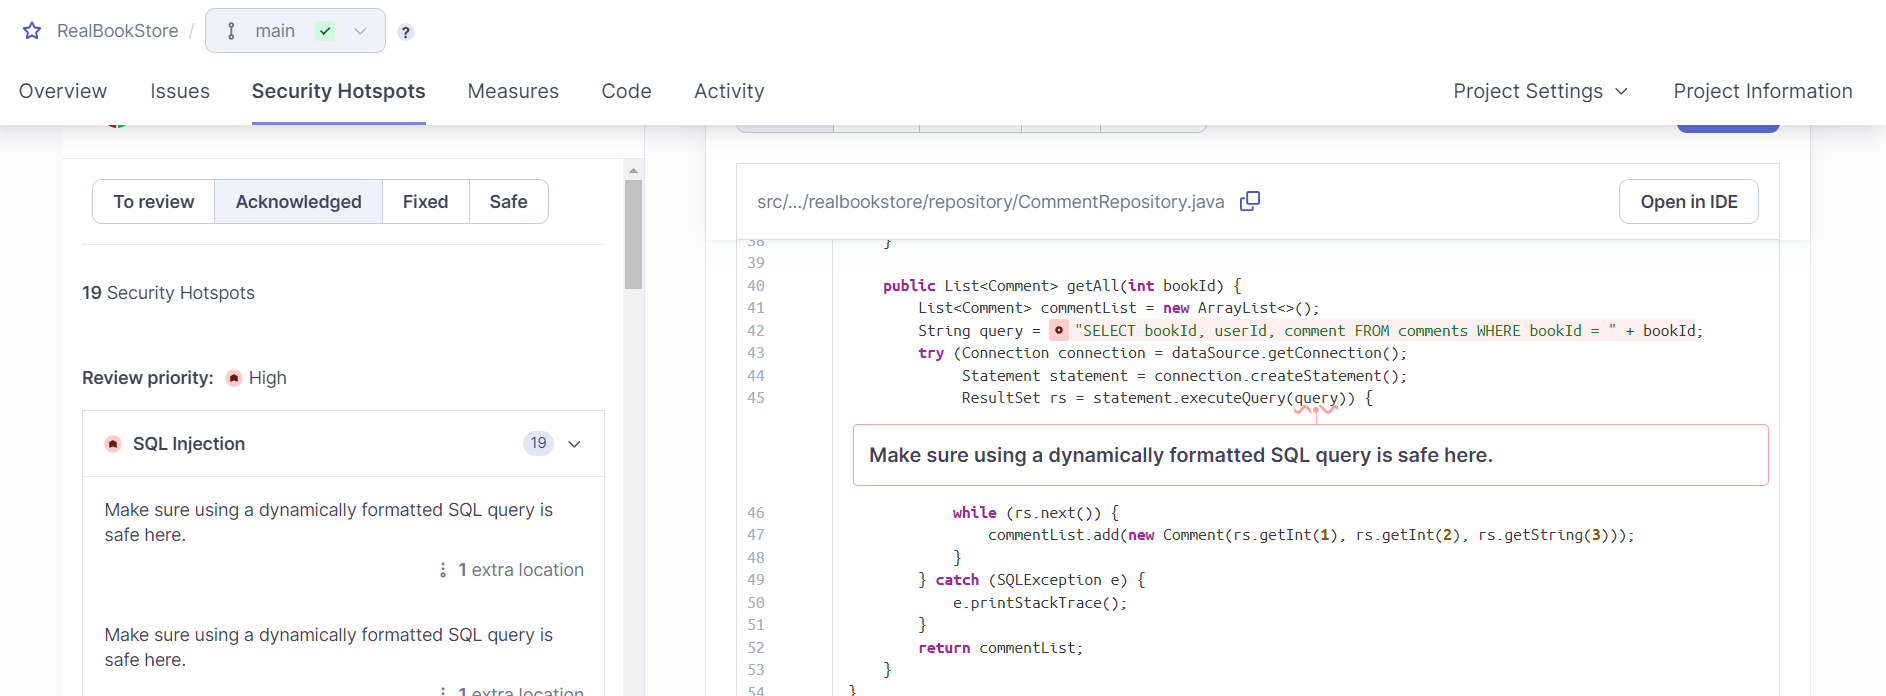 RealBookStore / main ?
Overview Issues Security Hotspots Measures Code Activity Project Settings Project Information
To review Acknowledged Fixed Safe
19 Security Hotspots
Review priority: High
SQL Injection 19
Make sure using a dynamically formatted SQL query is
safe here.
1 extra location
Make sure using a dynamically formatted SQL query is
safe here.
1 extra location
src/.../realbookstore/repository/CommentRepository.java Open in IDE
38 }
39
40 public List<Comment> getAll(int bookId) {
41 List<Comment> commentList = new ArrayList<>();
42 String query = "SELECT bookId, userId, comment FROM comments WHERE bookId = " + bookId;
43 try (Connection connection = dataSource.getConnection();
44 Statement statement = connection.createStatement();
45 ResultSet rs = statement.executeQuery(query)) {
Make sure using a dynamically formatted SQL query is safe here.
46 while (rs.next()) {
47 commentList.add(new Comment(rs.getInt(1), rs.getInt(2), rs.getString(3)));
48 }
49 } catch (SQLException e) {
50 e.printStackTrace();
51 }
52 return commentList;
53 }
54 }